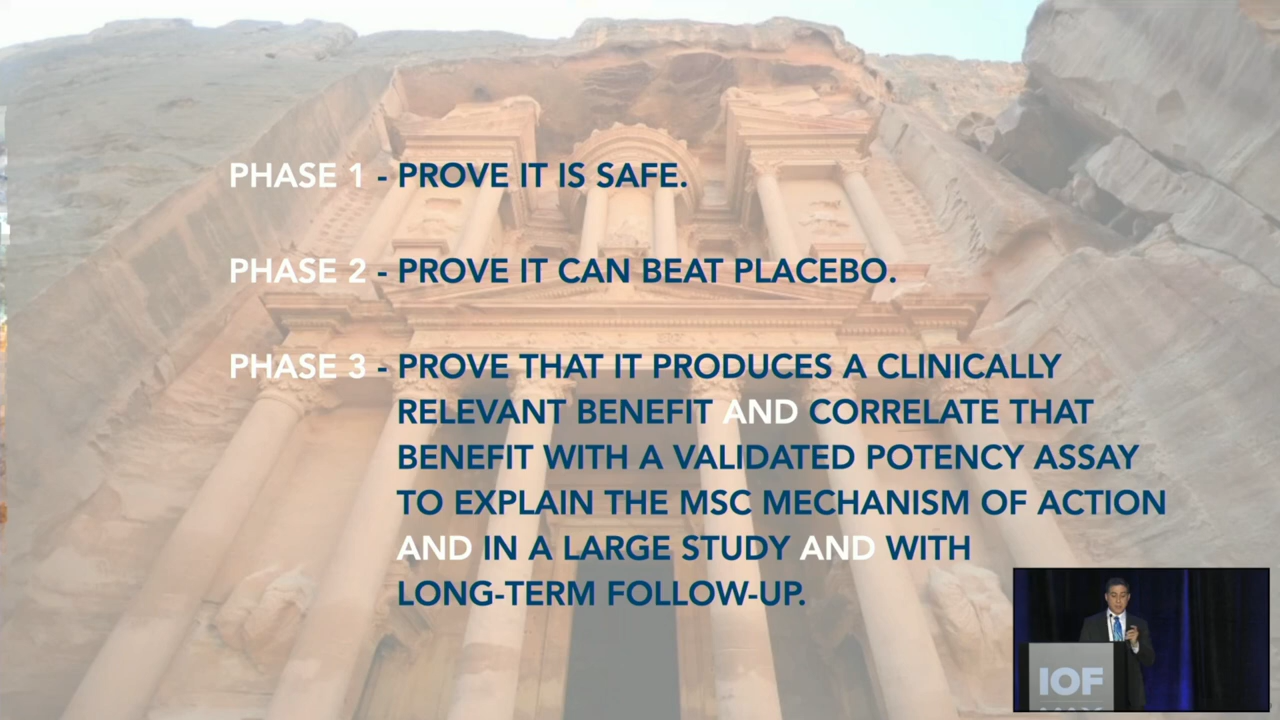 PHASE 1 - PROVE IT IS SAFE.
PHASE 2 - PROVE IT CAN BEAT PLACEBO.
PHASE 3 - PROVE THAT IT PRODUCES A CLINICALLY
RELEVANT BENEFIT AND CORRELATE THAT
BENEFIT WITH A VALIDATED POTENCY ASSAY
TO EXPLAIN THE MSC MECHANISM OF ACTION
AND IN A LARGE STUDY AND WITH
LONG-TERM FOLLOW-UP.
IOF